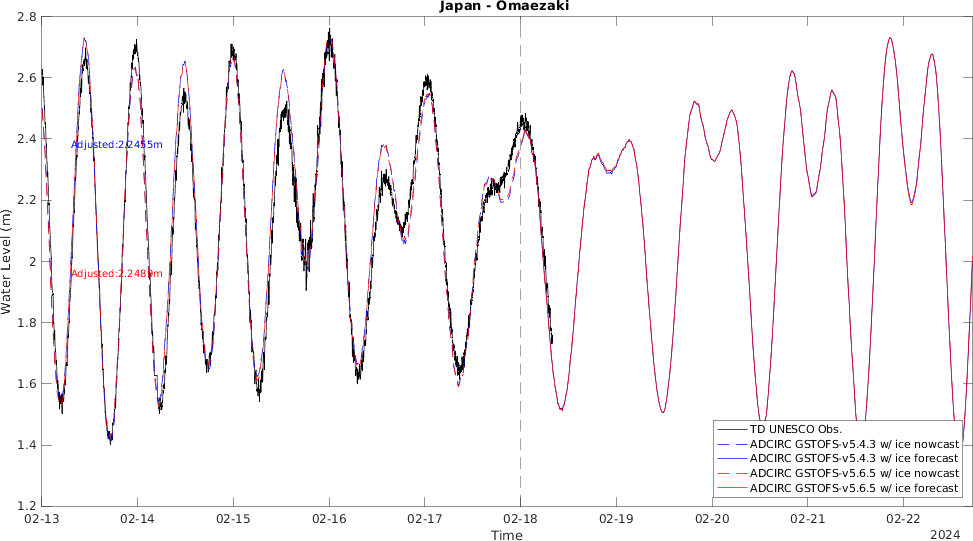 Japan - Omaezaki
2.8
2.6
2.4
2.2
2
1.8
1.6
1.4
1.2
Water Level (m)
Adjusted:2.2455m
Adjusted:2.2489m
TD UNESCO Obs.
ADCIRC GSTOFS-v5.4.3 w/ ice nowcast
ADCIRC GSTOFS-v5.4.3 w/ ice forecast
ADCIRC GSTOFS-v5.6.5 w/ ice nowcast
ADCIRC GSTOFS-v5.6.5 w/ ice forecast
02-13 02-14 02-15 02-16 02-17 02-18 02-19 02-20 02-21 02-22
Time
2024